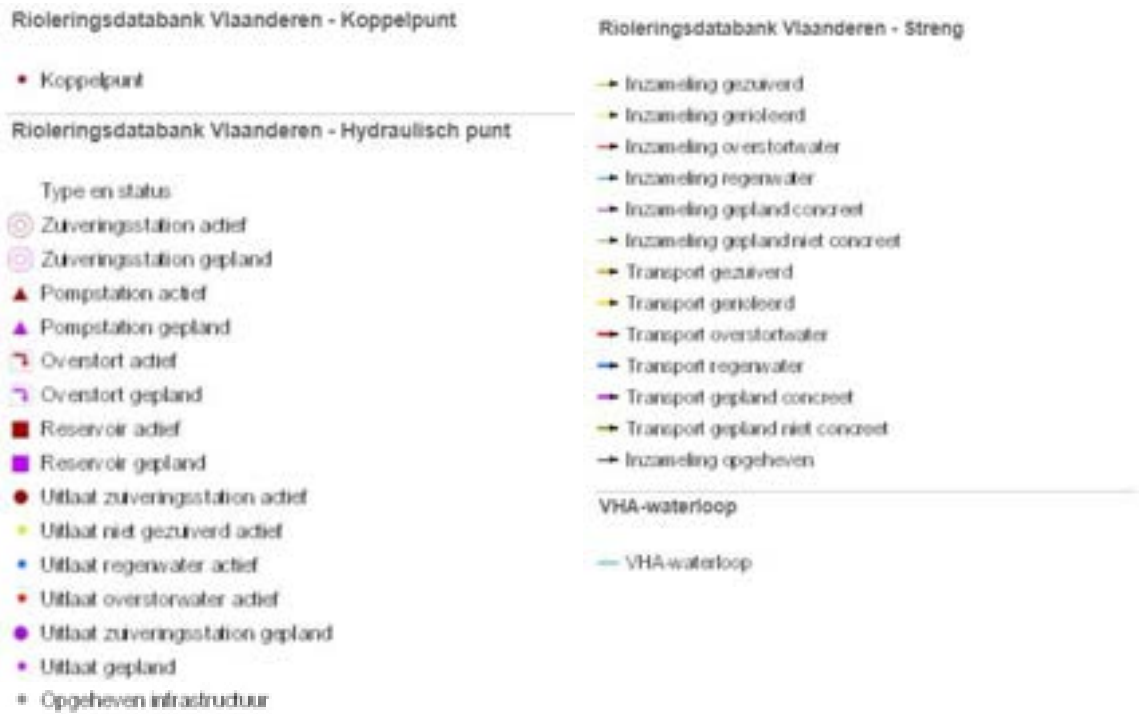 Rioleringsdatabank Vlaanderen - Koppelpunt
Koppelpunt
Rioleringsdatabank Vlaanderen - Hydraulisch punt
Type en status
Zuiveringsstation actief
Zuiveringsstation gepland
Pompstation actief
Pompstation gepland
Overstort actief
Overstort gepland
Reservoir actief
Reservoir gepland
Uitlaat zuiveringsstation actief
Uitlaat niet gezuiverd actief
Uitlaat regenwater actief
Uitlaat overstorwater actief
Uitlaat zuiveringsstation gepland
Uitlaat gepland
Opgeheven infrastructuur
Rioleringsdatabank Vlaanderen - Streng
Inzameling gezuiverd
Inzameling gerioleerd
Inzameling overstortwater
Inzameling regenwater
Inzameling gepland concreet
Inzameling gepland niet concreet
Transport gezuiverd
Transport gerioleerd
Transport overstortwater
Transport regenwater
Transport gepland concreet
Transport gepland niet concreet
Inzameling opgeheven
VHA-waterloop
VHA-waterloop